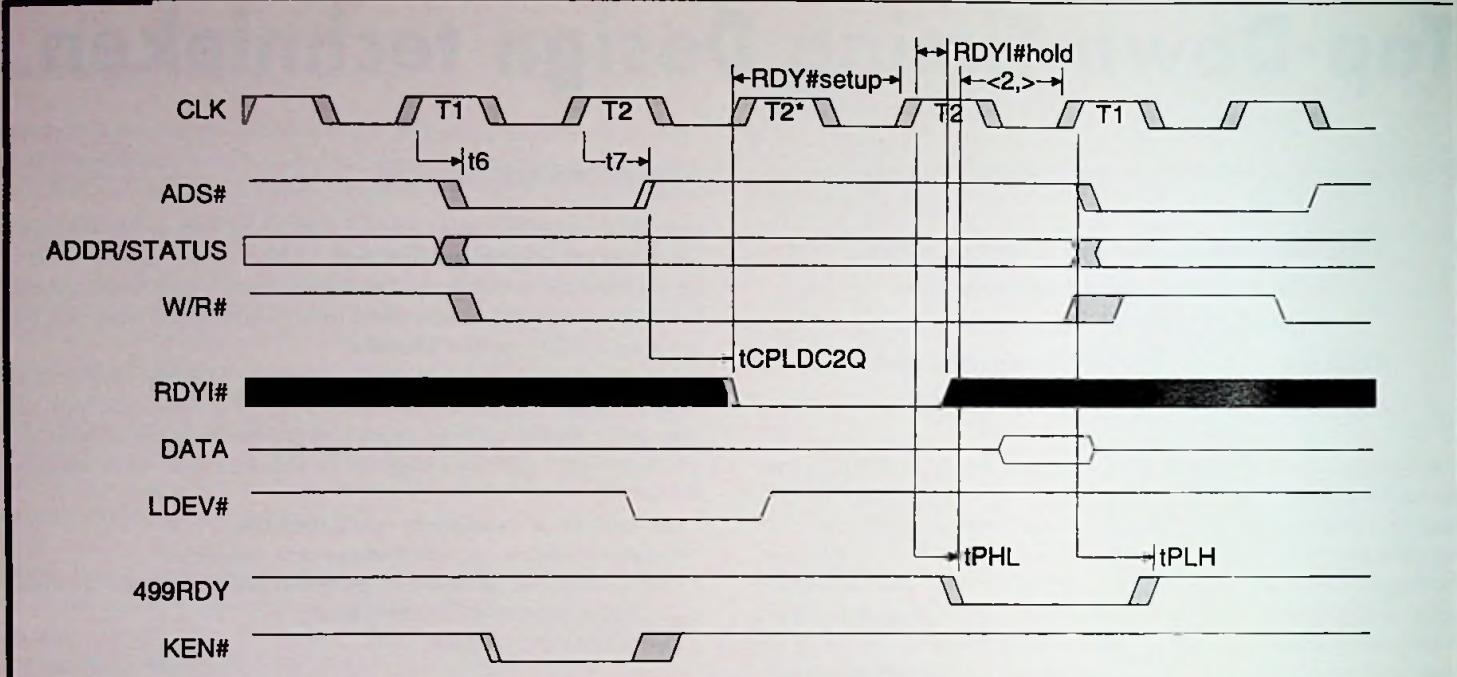 RDYI#hold
RDY#setup
<2,>
CLK
T1
T2
T2*
T2
T1
t6
t7
ADS#
ADDR/STATUS
W/R#
tCPLDC2Q
RDYI#
DATA
LDEV#
tPHL
tPLH
499RDY
KEN#